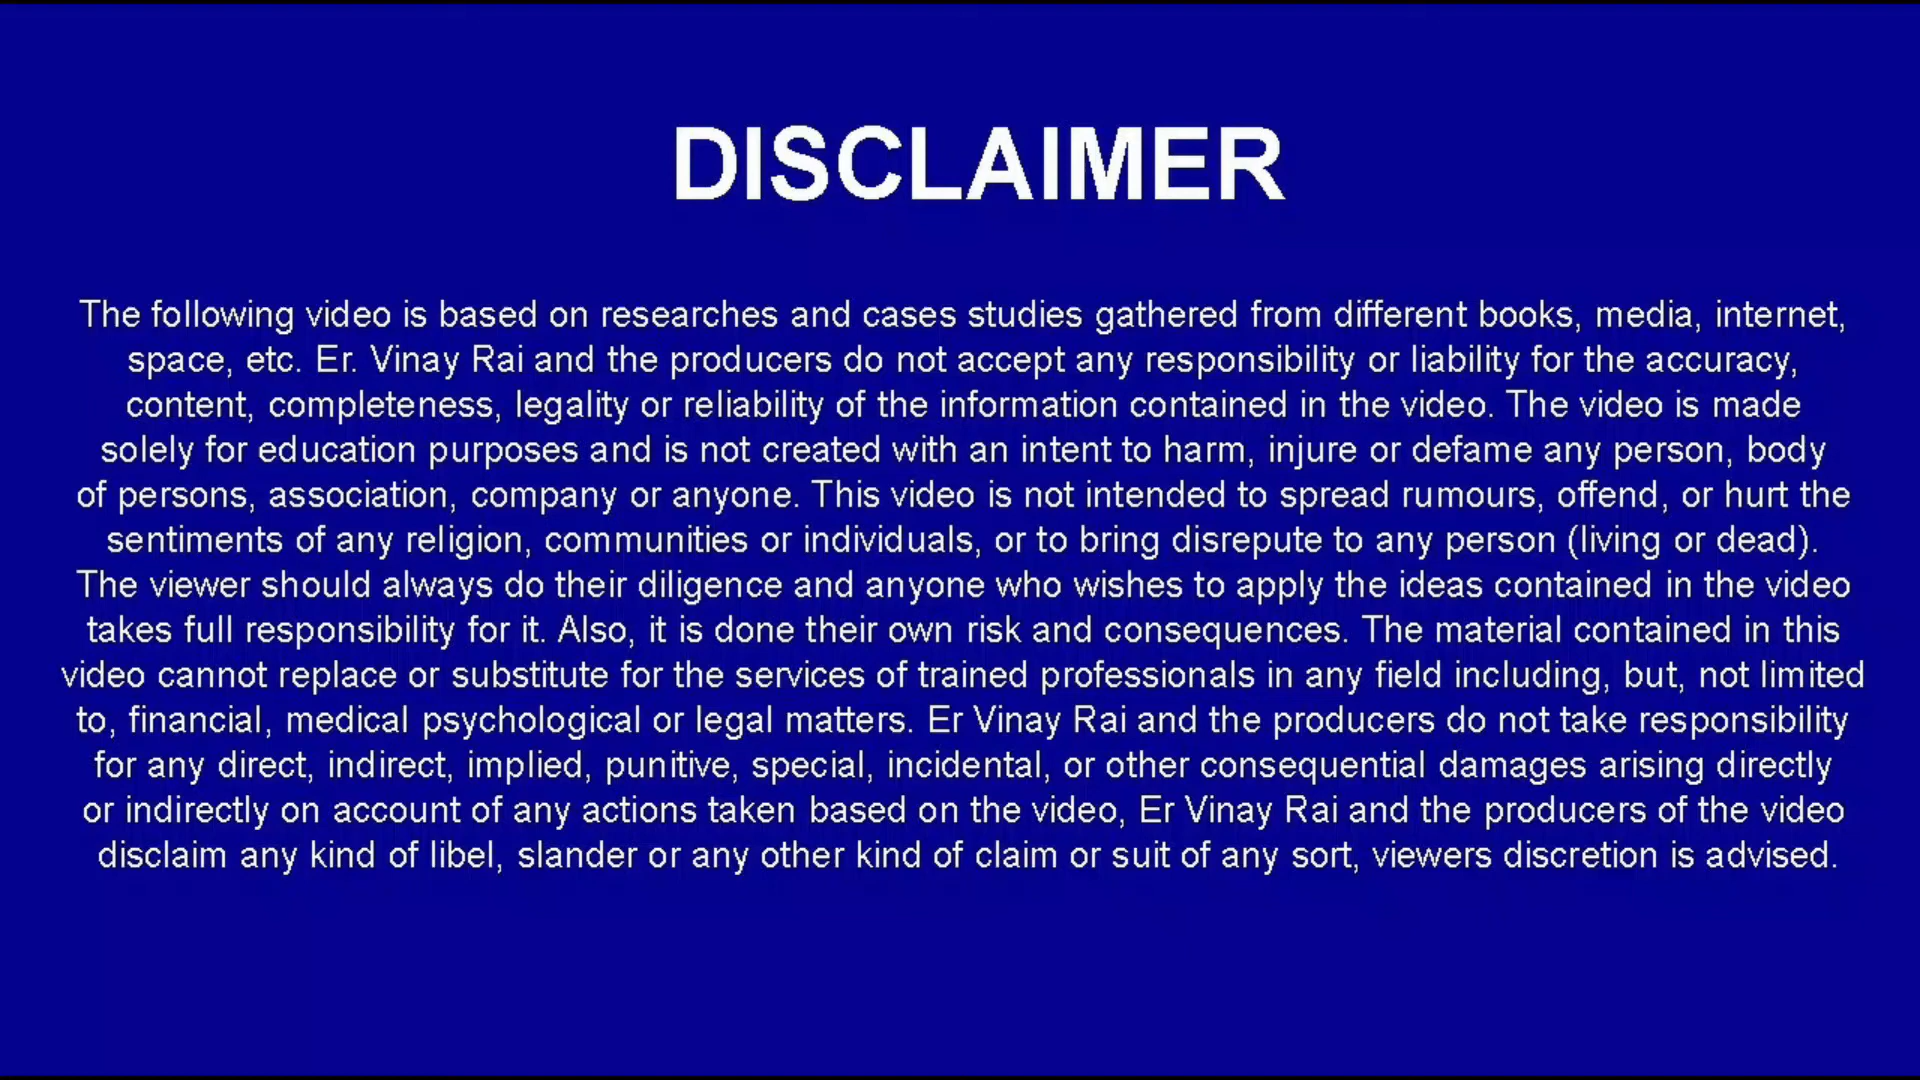 DISCLAIMER
The following video is based on researches and cases studies gathered from different books, media, internet,
space, etc. Er. Vinay Rai and the producers do not accept any responsibility or liability for the accuracy,
content, completeness, legality or reliability of the information contained in the video. The video is made
solely for education purposes and is not created with an intent to harm, injure or defame any person, body
of persons, association, company or anyone. This video is not intended to spread rumours, offend, or hurt the
sentiments of any religion, communities or individuals, or to bring disrepute to any person (living or dead).
The viewer should always do their diligence and anyone who wishes to apply the ideas contained in the video
takes full responsibility for it. Also, it is done their own risk and consequences. The material contained in this
video cannot replace or substitute for the services of trained professionals in any field including, but, not limited
to, financial, medical psychological or legal matters. Er Vinay Rai and the producers do not take responsibility
for any direct, indirect, implied, punitive, special, incidental, or other consequential damages arising directly
or indirectly on account of any actions taken based on the video, Er Vinay Rai and the producers of the video
disclaim any kind of libel, slander or any other kind of claim or suit of any sort, viewers discretion is advised.